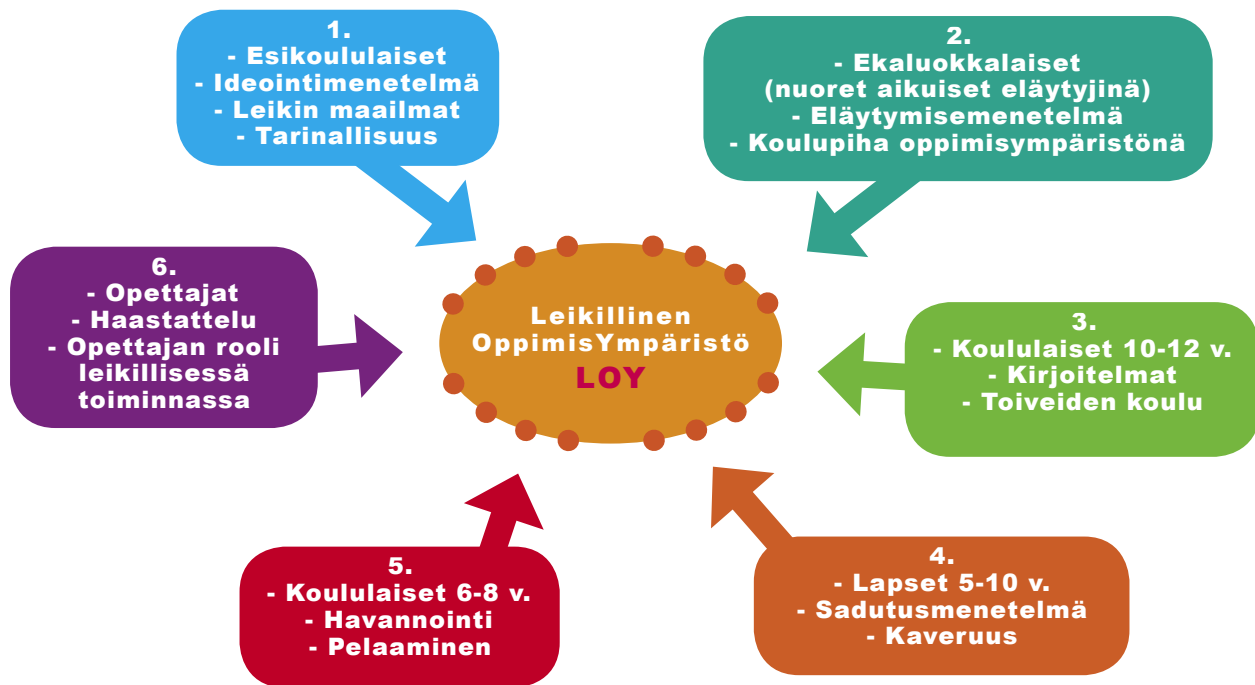 1.
- Esikoululaiset
- Ideointimenetelmä
- Leikin maailmat
- Tarinallisuus
2.
- Ekaluokkalaiset
(nuoret aikuiset eläytyjinä)
- Eläytymisemenetelmä
- Koulupiha oppimisympäristönä
6.
- Opettajat
- Haastattelu
- Opettajan rooli
leikillisessä
toiminnassa
Leikillinen
OppimisYmpäristö
LOY
3.
- Koululaiset 10-12 v.
- Kirjoitelmat
- Toiveiden koulu
5.
- Koululaiset 6-8 v.
- Havannointi
- Pelaaminen
4.
- Lapset 5-10 v.
- Sadutusmenetelmä
- Kaveruus